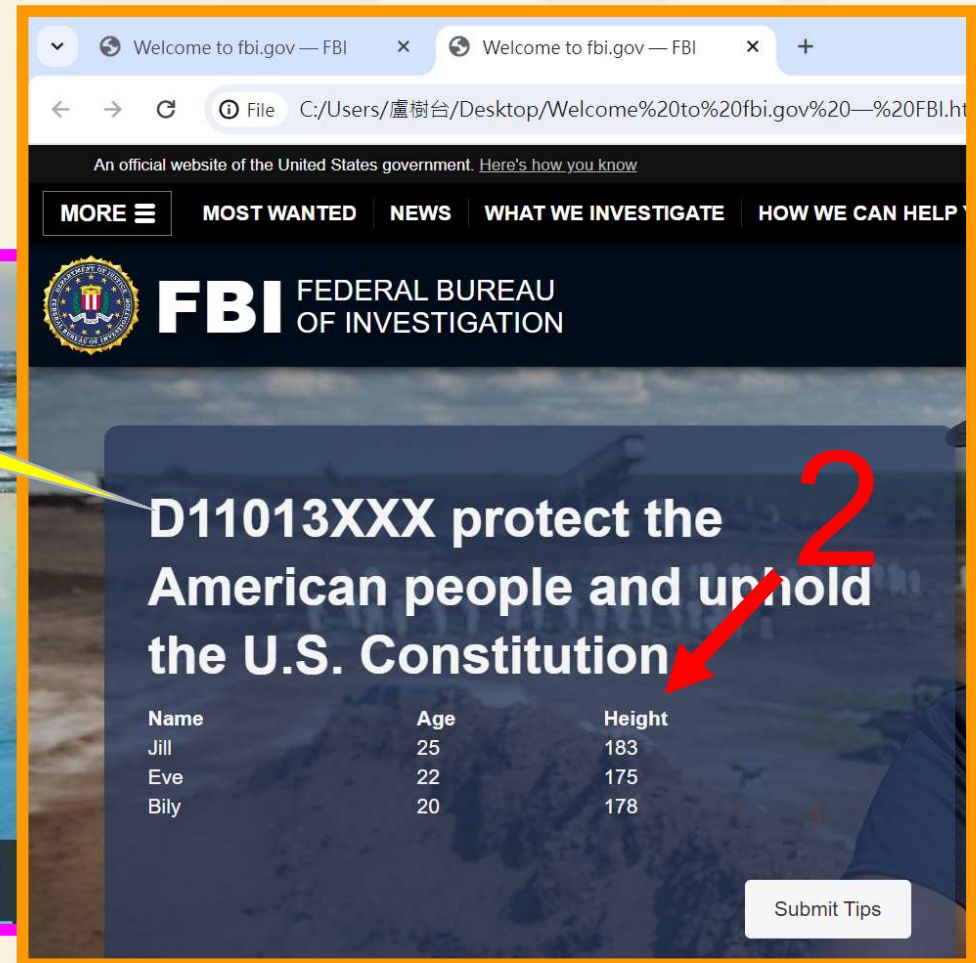 Welcome to fbi.gov — FBI
Welcome to fbi.gov — FBI
File C:/Users/盧樹台/Desktop/Welcome%20to%20fbi.gov%20—%20FBI.ht
An official website of the United States government. Here's how you know
MORE MOST WANTED NEWS WHAT WE INVESTIGATE HOW WE CAN HELP
FBI FEDERAL BUREAU
OF INVESTIGATION
2
D11013XXX protect the
American people and uphold
the U.S. Constitution
Name Age Height
Jill 25 183
Eve 22 175
Bily 20 178
Submit Tips